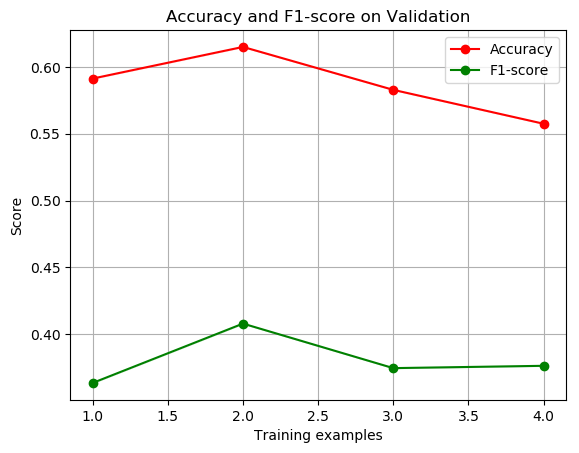 Accuracy and F1-score on Validation
Accuracy
F1-score
0.60
0.55
0.50
0.45
0.40
Score
1.0 1.5 2.0 2.5 3.0 3.5 4.0
Training examples